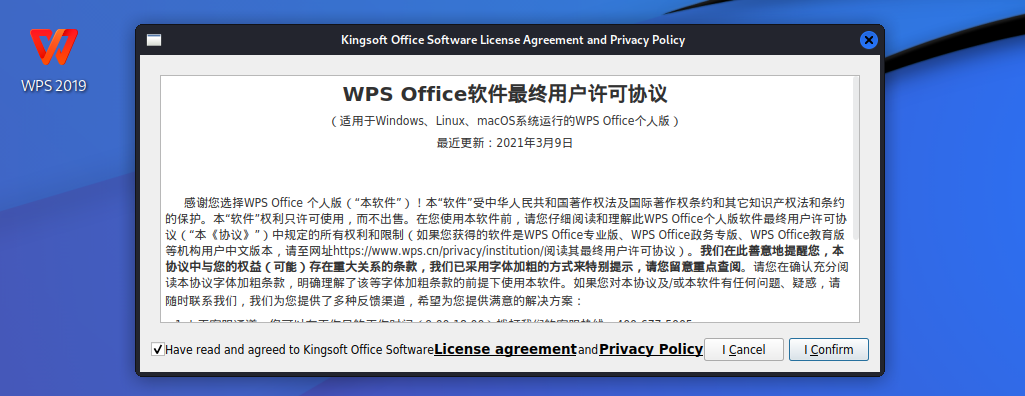 Kingsoft Office Software License Agreement and Privacy Policy
WPS 2019
WPS Office软件最终用户许可协议
（适用于Windows、Linux、macOS系统运行的WPS Office个人版）
最近更新：2021年3月9日
感谢您选择WPS Office 个人版（“本软件”）！本“软件”受中华人民共和国著作权法及国际著作权条约和其它知识产权法和条约
的保护。本“软件”权利只许可使用，而不出售。在您使用本软件前，请您仔细阅读和理解此WPS Office个人版软件最终用户许可协
议（“本《协议》”）中规定的所有权利和限制（如果您获得的软件是WPS Office专业版、WPS Office政务专版、WPS Office教育版
等机构用户中文版本，请至网址https://www.wps.cn/privacy/institution/阅读其最终用户许可协议）。我们在此善意地提醒您，本
协议中与您的权益（可能）存在重大关系的条款，我们已采用字体加粗的方式来特别提示，请您留意重点查阅。请您在确认充分阅
读本协议字体加粗条款，明确理解了该等字体加粗条款的前提下使用本软件。如果您对本协议及/或本软件有任何问题、疑惑，请
随时联系我们，我们为您提供了多种反馈渠道，希望为您提供满意的解决方案：
Have read and agreed to Kingsoft Office Software License agreement and Privacy Policy
I Cancel
I Confirm